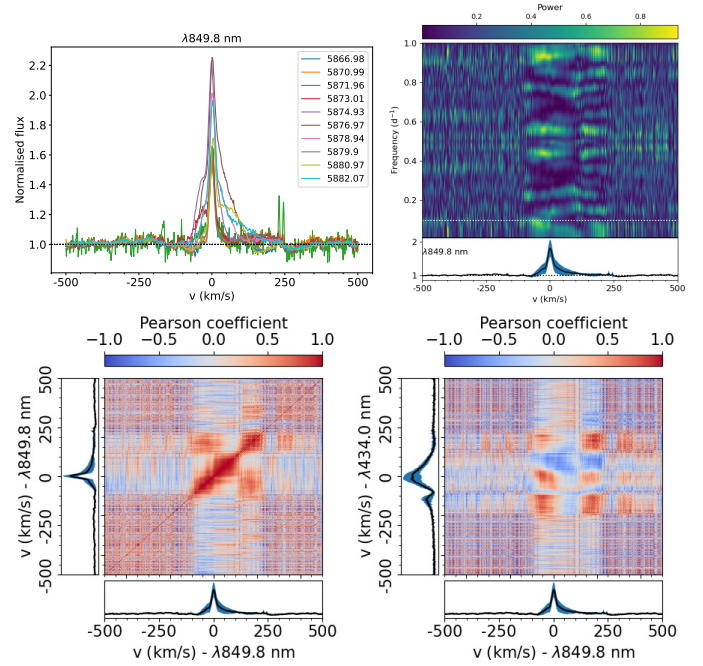 λ849.8 nm
Normalised flux
2.2
2.0
1.8
1.6
1.4
1.2
1.0
5866.98
5870.99
5871.96
5873.01
5874.93
5876.97
5878.94
5879.9
5880.97
5882.07
-500 -250 0 250 500
v (km/s)
Power
0.2 0.4 0.6 0.8
Frequency (d⁻¹)
1.0
0.8
0.6
0.4
0.2
2
λ849.8 nm
1
-500 -250 0 250 500
v (km/s)
Pearson coefficient
−1.0 −0.5 0.0 0.5 1.0
v (km/s) - λ849.8 nm
500
250
0
-250
-500
-500 -250 0 250 500
v (km/s) - λ849.8 nm
Pearson coefficient
−1.0 −0.5 0.0 0.5 1.0
v (km/s) - λ434.0 nm
500
250
0
-250
-500
-500 -250 0 250 500
v (km/s) - λ849.8 nm